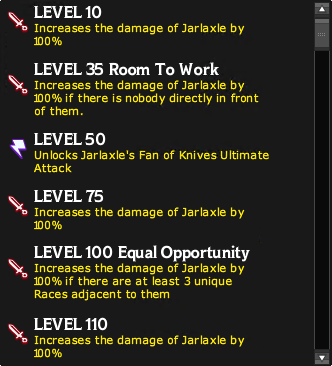 LEVEL 10
Increases the damage of Jarlaxle by
100%
LEVEL 35 Room To Work
Increases the damage of Jarlaxle by
100% if there is nobody directly in front
of them.
LEVEL 50
Unlocks Jarlaxle's Fan of Knives Ultimate
Attack
LEVEL 75
Increases the damage of Jarlaxle by
100%
LEVEL 100 Equal Opportunity
Increases the damage of Jarlaxle by
100% if there are at least 3 unique
Races adjacent to them
LEVEL 110
Increases the damage of Jarlaxle by
100%